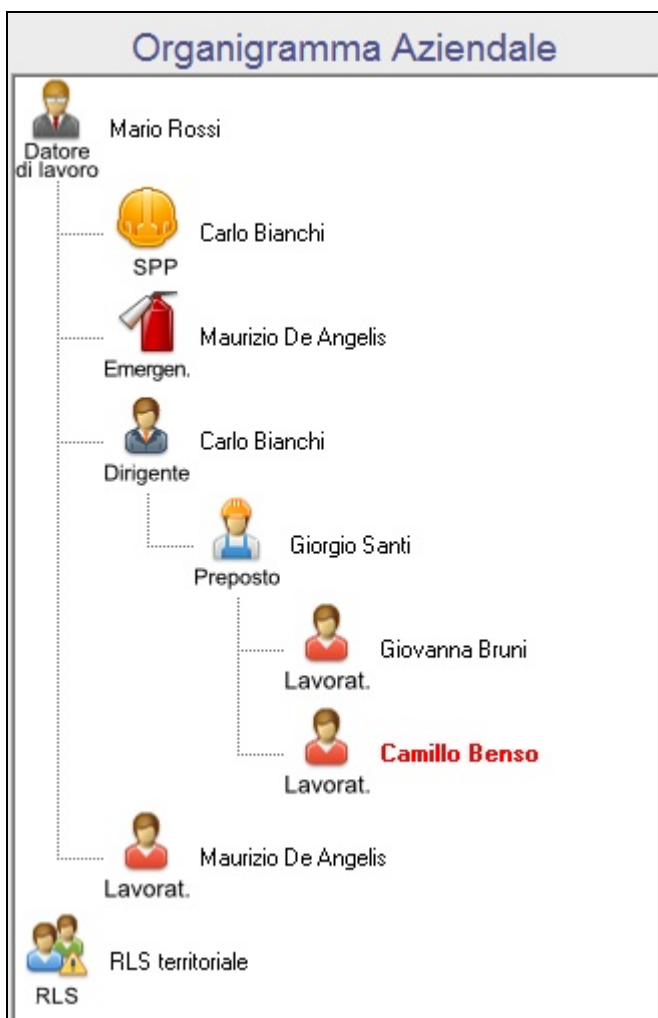 Organigramma Aziendale
Mario Rossi
Datore
di lavoro
Carlo Bianchi
SPP
Maurizio De Angelis
Emergen.
Carlo Bianchi
Dirigente
Giorgio Santi
Preposto
Giovanna Bruni
Lavorat.
Camillo Benso
Lavorat.
Maurizio De Angelis
Lavorat.
RLS territoriale
RLS